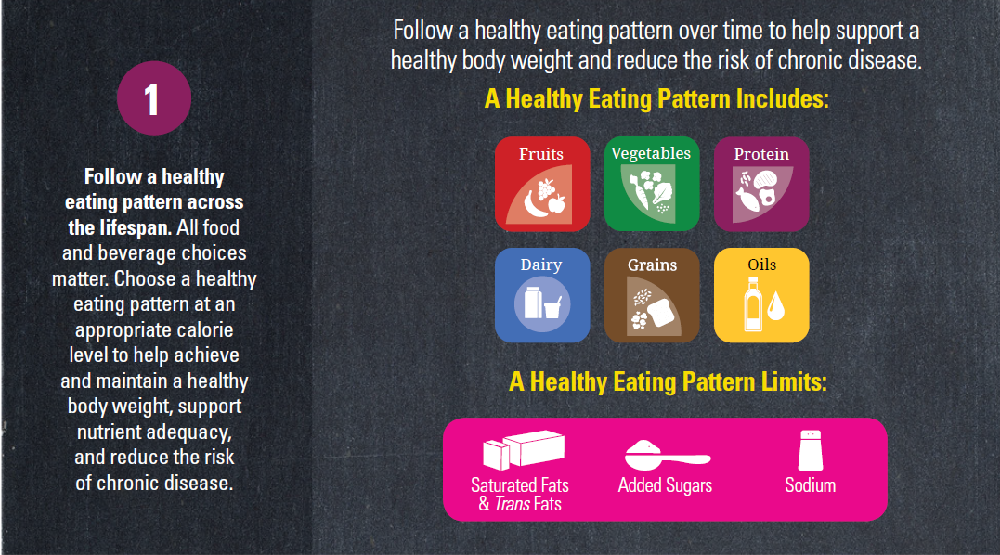 1
Follow a healthy
eating pattern across
the lifespan. All food
and beverage choices
matter. Choose a healthy
eating pattern at an
appropriate calorie
level to help achieve
and maintain a healthy
body weight, support
nutrient adequacy,
and reduce the risk
of chronic disease.
Follow a healthy eating pattern over time to help support a
healthy body weight and reduce the risk of chronic disease.
A Healthy Eating Pattern Includes:
Fruits
Vegetables
Protein
Dairy
Grains
Oils
A Healthy Eating Pattern Limits:
Saturated Fats
& Trans Fats
Added Sugars
Sodium